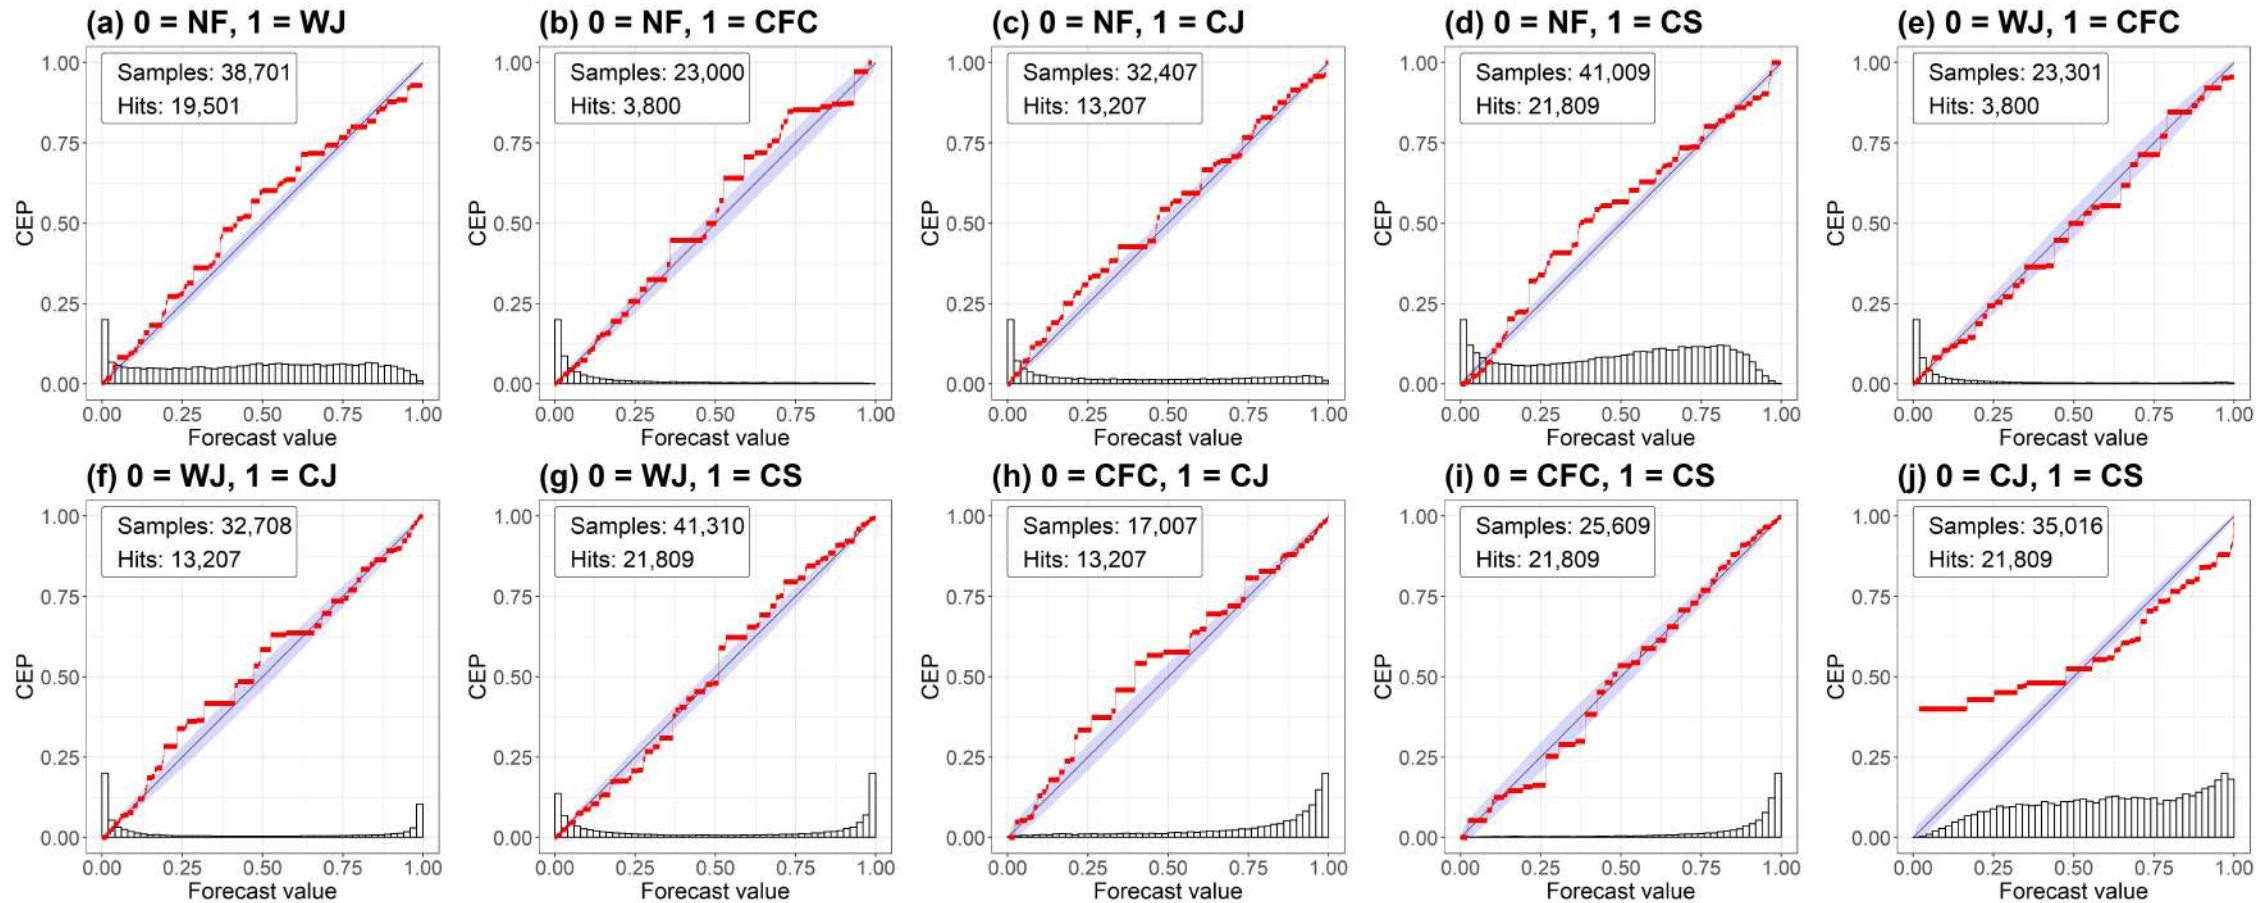 (a) 0 = NF, 1 = WJ
Samples: 38,701
Hits: 19,501
1.00
0.75
0.50
0.25
0.00
CEP
0.00 0.25 0.50 0.75 1.00
Forecast value
(b) 0 = NF, 1 = CFC
Samples: 23,000
Hits: 3,800
1.00
0.75
0.50
0.25
0.00
CEP
0.00 0.25 0.50 0.75 1.00
Forecast value
(c) 0 = NF, 1 = CJ
Samples: 32,407
Hits: 13,207
1.00
0.75
0.50
0.25
0.00
CEP
0.00 0.25 0.50 0.75 1.00
Forecast value
(d) 0 = NF, 1 = CS
Samples: 41,009
Hits: 21,809
1.00
0.75
0.50
0.25
0.00
CEP
0.00 0.25 0.50 0.75 1.00
Forecast value
(e) 0 = WJ, 1 = CFC
Samples: 23,301
Hits: 3,800
1.00
0.75
0.50
0.25
0.00
CEP
0.00 0.25 0.50 0.75 1.00
Forecast value
(f) 0 = WJ, 1 = CJ
Samples: 32,708
Hits: 13,207
1.00
0.75
0.50
0.25
0.00
CEP
0.00 0.25 0.50 0.75 1.00
Forecast value
(g) 0 = WJ, 1 = CS
Samples: 41,310
Hits: 21,809
1.00
0.75
0.50
0.25
0.00
CEP
0.00 0.25 0.50 0.75 1.00
Forecast value
(h) 0 = CFC, 1 = CJ
Samples: 17,007
Hits: 13,207
1.00
0.75
0.50
0.25
0.00
CEP
0.00 0.25 0.50 0.75 1.00
Forecast value
(i) 0 = CFC, 1 = CS
Samples: 25,609
Hits: 21,809
1.00
0.75
0.50
0.25
0.00
CEP
0.00 0.25 0.50 0.75 1.00
Forecast value
(j) 0 = CJ, 1 = CS
Samples: 35,016
Hits: 21,809
1.00
0.75
0.50
0.25
0.00
CEP
0.00 0.25 0.50 0.75 1.00
Forecast value